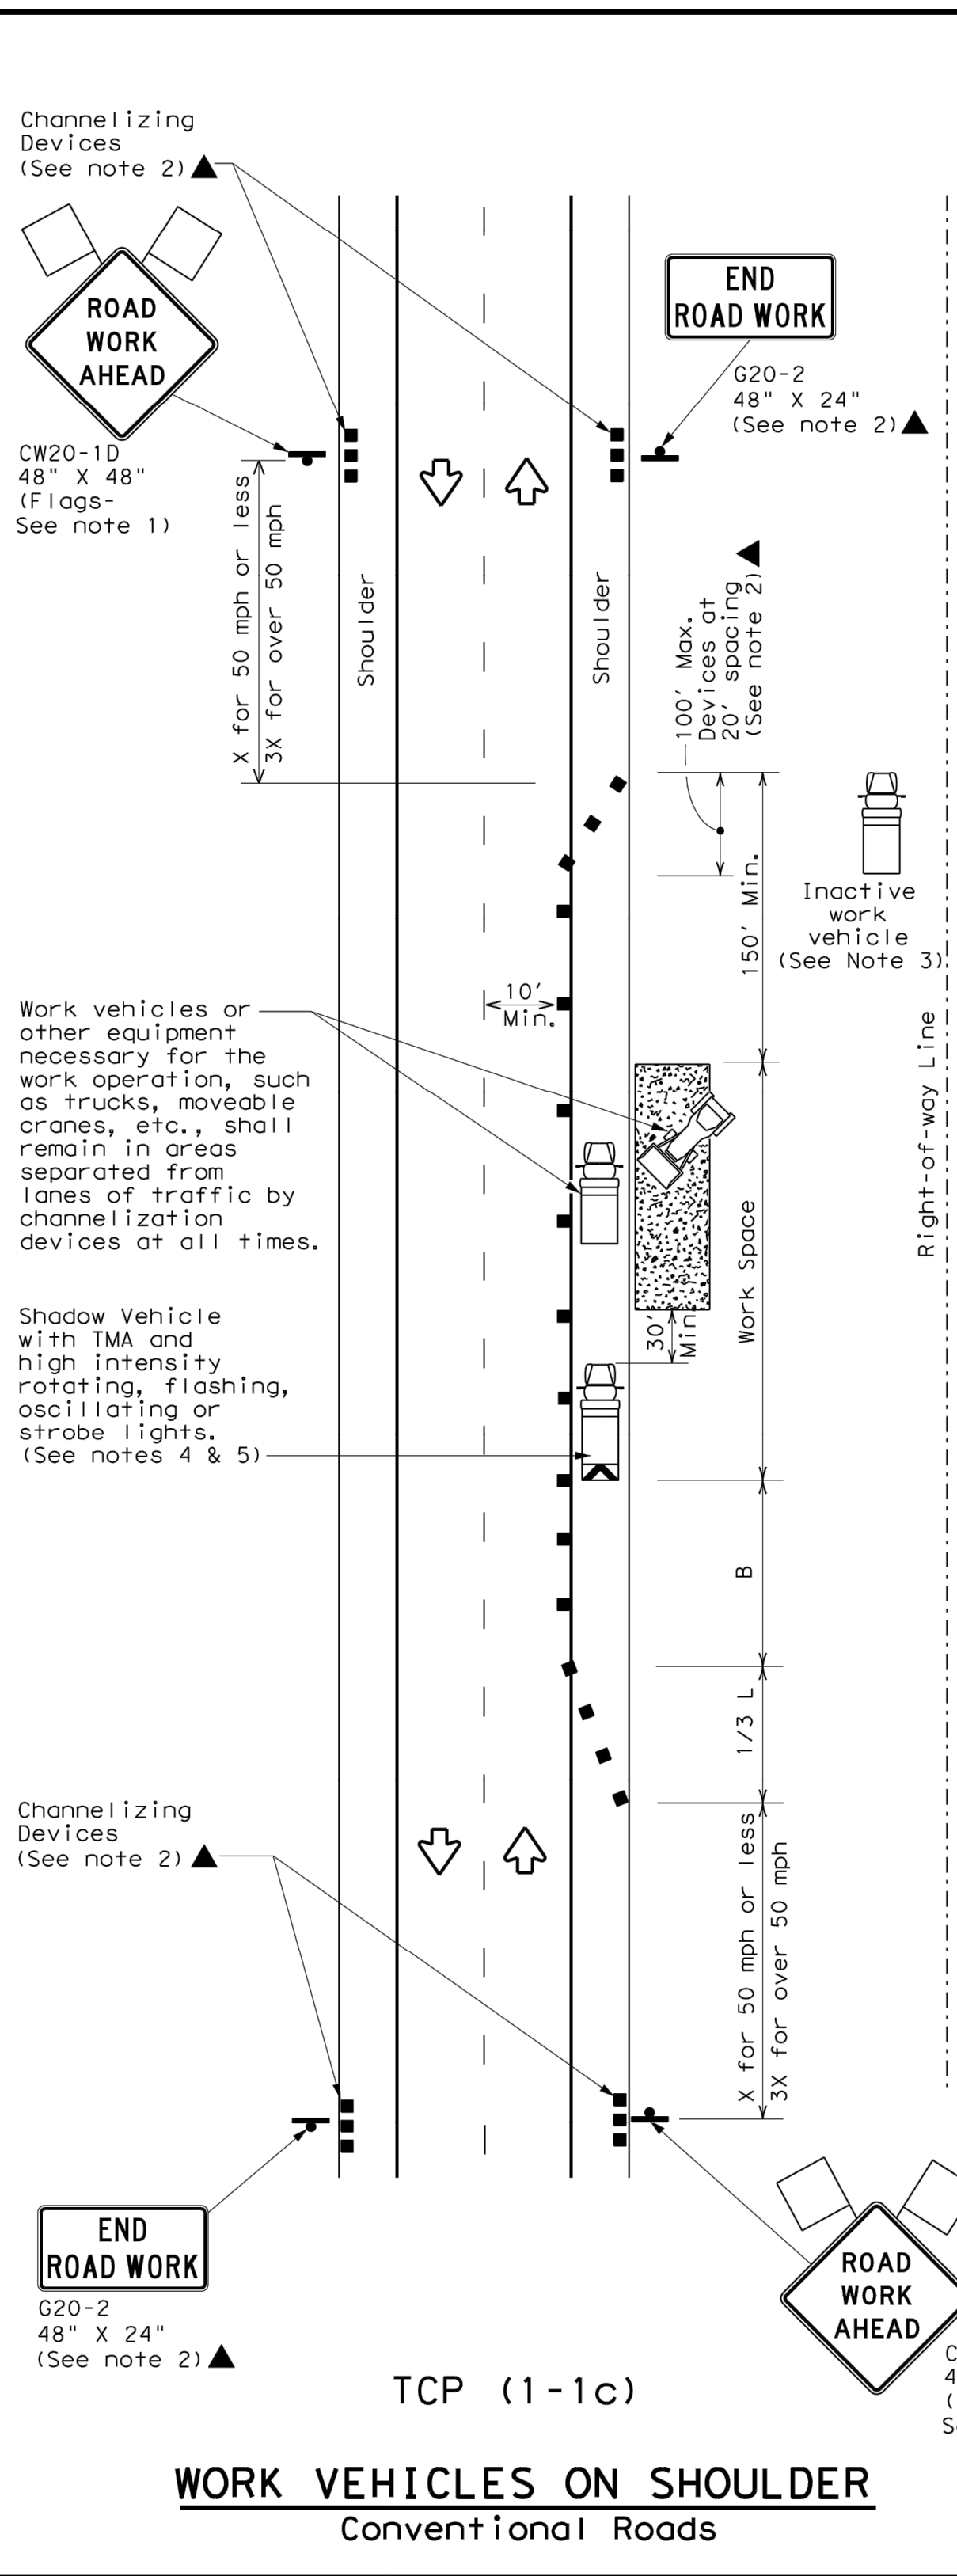 Channelizing
Devices
(See note 2)
ROAD
WORK
AHEAD
CW20-1D
48" X 48"
(Flags-
See note 1)
END
ROAD WORK
G20-2
48" X 24"
(See note 2)
X for 50 mph or less
3X for over 50 mph
Shoulder
Shoulder
100' Max.
Devices at
20' spacing
(See note 2)
150' Min.
Inactive
work
vehicle
(See Note 3)
10'
Min.
Work vehicles or
other equipment
necessary for the
work operation, such
as trucks, moveable
cranes, etc., shall
remain in areas
separated from
lanes of traffic by
channelization
devices at all times.
Right-of-way Line
Work Space
30'
Min.
Shadow Vehicle
with TMA and
high intensity
rotating, flashing,
oscillating or
strobe lights.
(See notes 4 & 5)
B
1/3 L
Channelizing
Devices
(See note 2)
X for 50 mph or less
3X for over 50 mph
END
ROAD WORK
G20-2
48" X 24"
(See note 2)
ROAD
WORK
AHEAD
TCP (1-1c)
WORK VEHICLES ON SHOULDER
Conventional Roads